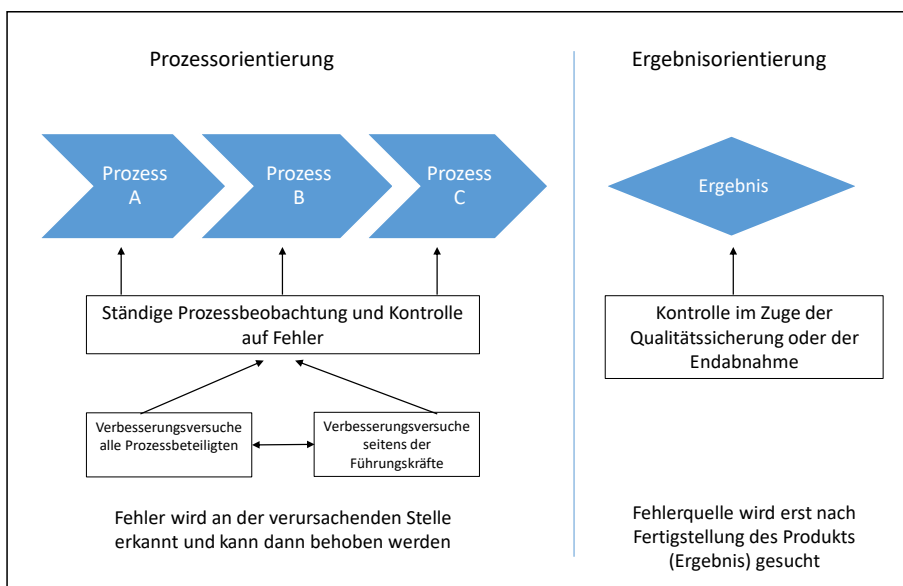 Prozessorientierung
Prozess
A
Prozess
B
Prozess
C
Ständige Prozessbeobachtung und Kontrolle
auf Fehler
Verbesserungsversuche
alle Prozessbeteiligten
Verbesserungsversuche
seitens der
Führungskräfte
Fehler wird an der verursachenden Stelle
erkannt und kann dann behoben werden
Ergebnisorientierung
Ergebnis
Kontrolle im Zuge der
Qualitätssicherung oder der
Endabnahme
Fehlerquelle wird erst nach
Fertigstellung des Produkts
(Ergebnis) gesucht